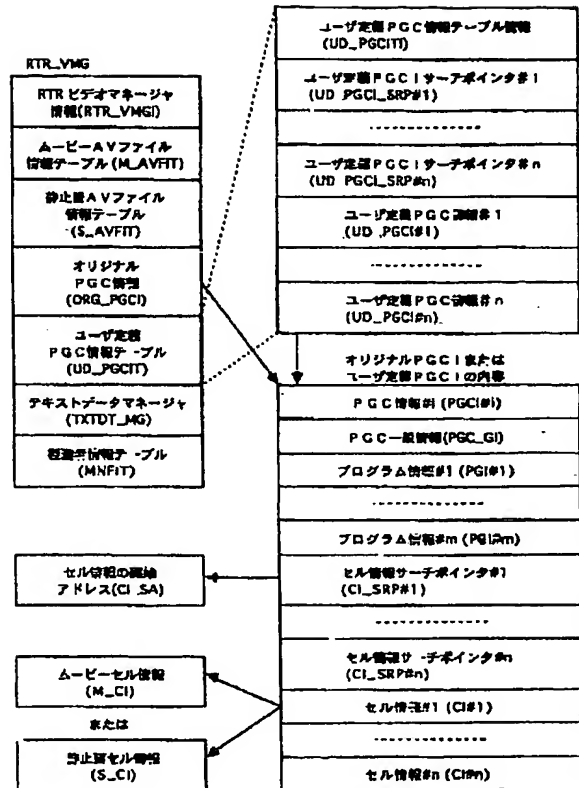 RTR_VMG
RTR ビデオマネージャ
情報(RTR_VMGI)
ムービーAVファイル
情報テーブル(M_AVFIT)
静止画AVファイル
情報テーブル
(S_AVFIT)
オリジナル
PGC情報
(ORG_PGCI)
ユーザ定義
PGC情報テーブル
(UD_PGCIT)
テキストデータマネージャ
(TXTDT_MG)
製造者情報テーブル
(MNFIT)
ユーザ定義PGC情報テーブル情報
(UD_PGCITI)
ユーザ定義PGCIサーチポインタ#1
(UD_PGCI_SRP#1)
ユーザ定義PGCIサーチポインタ#n
(UD_PGCI_SRP#n)
ユーザ定義PGC情報#1
(UD_PGCI#1)
ユーザ定義PGC情報#n
(UD_PGCI#n)
オリジナルPGCIまたは
ユーザ定義PGCIの内容
PGC情報#i (PGCI#i)
PGC一般情報(PGC_GI)
プログラム情報#1 (PGI#1)
プログラム情報#m (PGI#m)
セル情報サーチポインタ#1
(CI_SRP#1)
セル情報サーチポインタ#n
(CI_SRP#n)
セル情報#1 (CI#1)
セル情報#n (CI#n)
セル情報の開始
アドレス(CI_SA)
ムービーセル情報
(M_CI)
または
静止画セル情報
(S_CI)